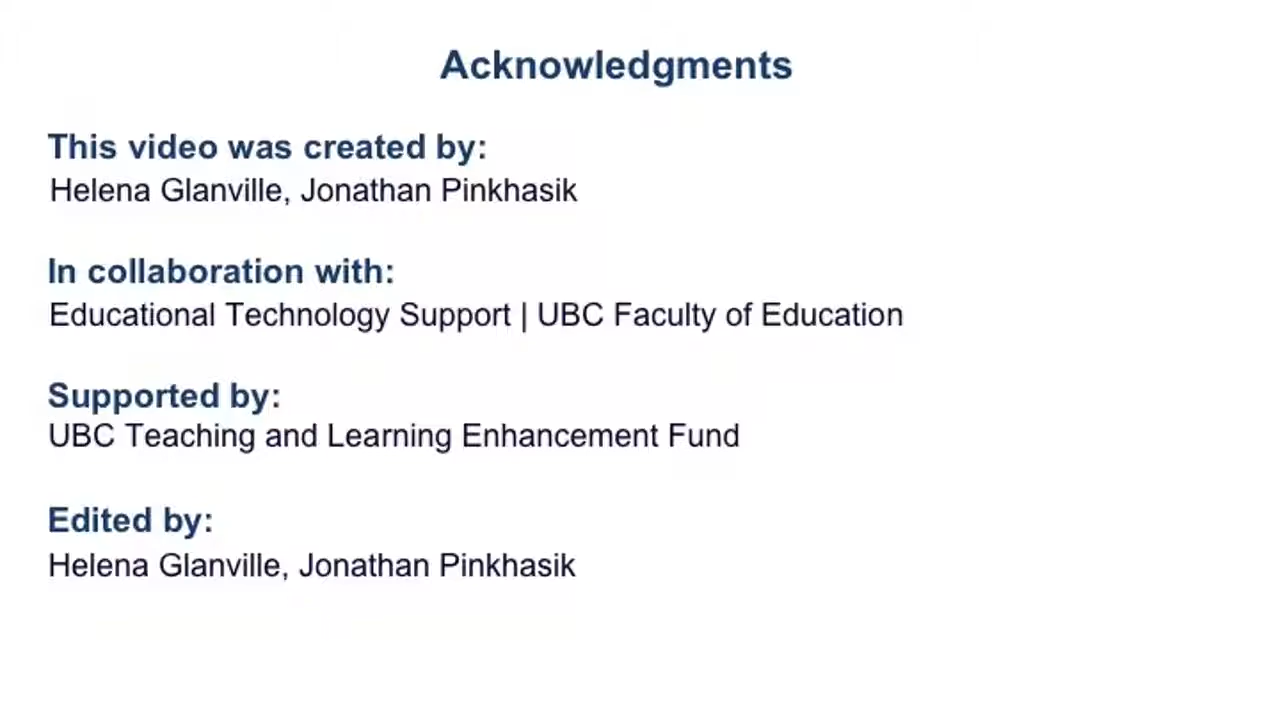 Acknowledgments
This video was created by:
Helena Glanville, Jonathan Pinkhasik
In collaboration with:
Educational Technology Support | UBC Faculty of Education
Supported by:
UBC Teaching and Learning Enhancement Fund
Edited by:
Helena Glanville, Jonathan Pinkhasik